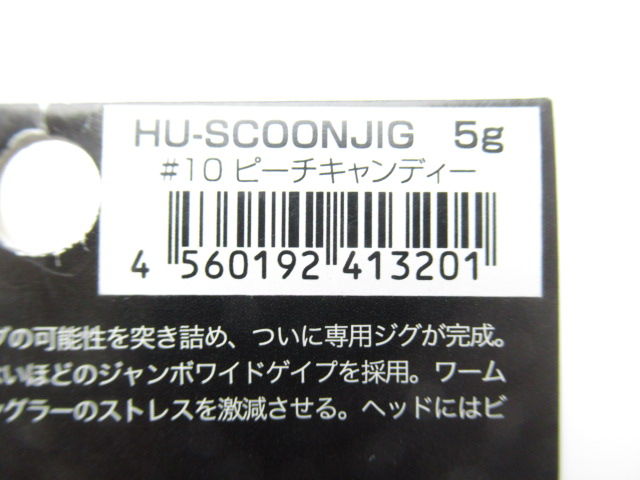 HU-SCOONJIG 5g
#10 ピーチキャンディー
4 560192 413201
グの可能性を突き詰め、ついに専用ジグが完成。
ないほどのジャンボワイドゲイプを採用。ワーム
ングラーのストレスを激減させる。ヘッドにはビ